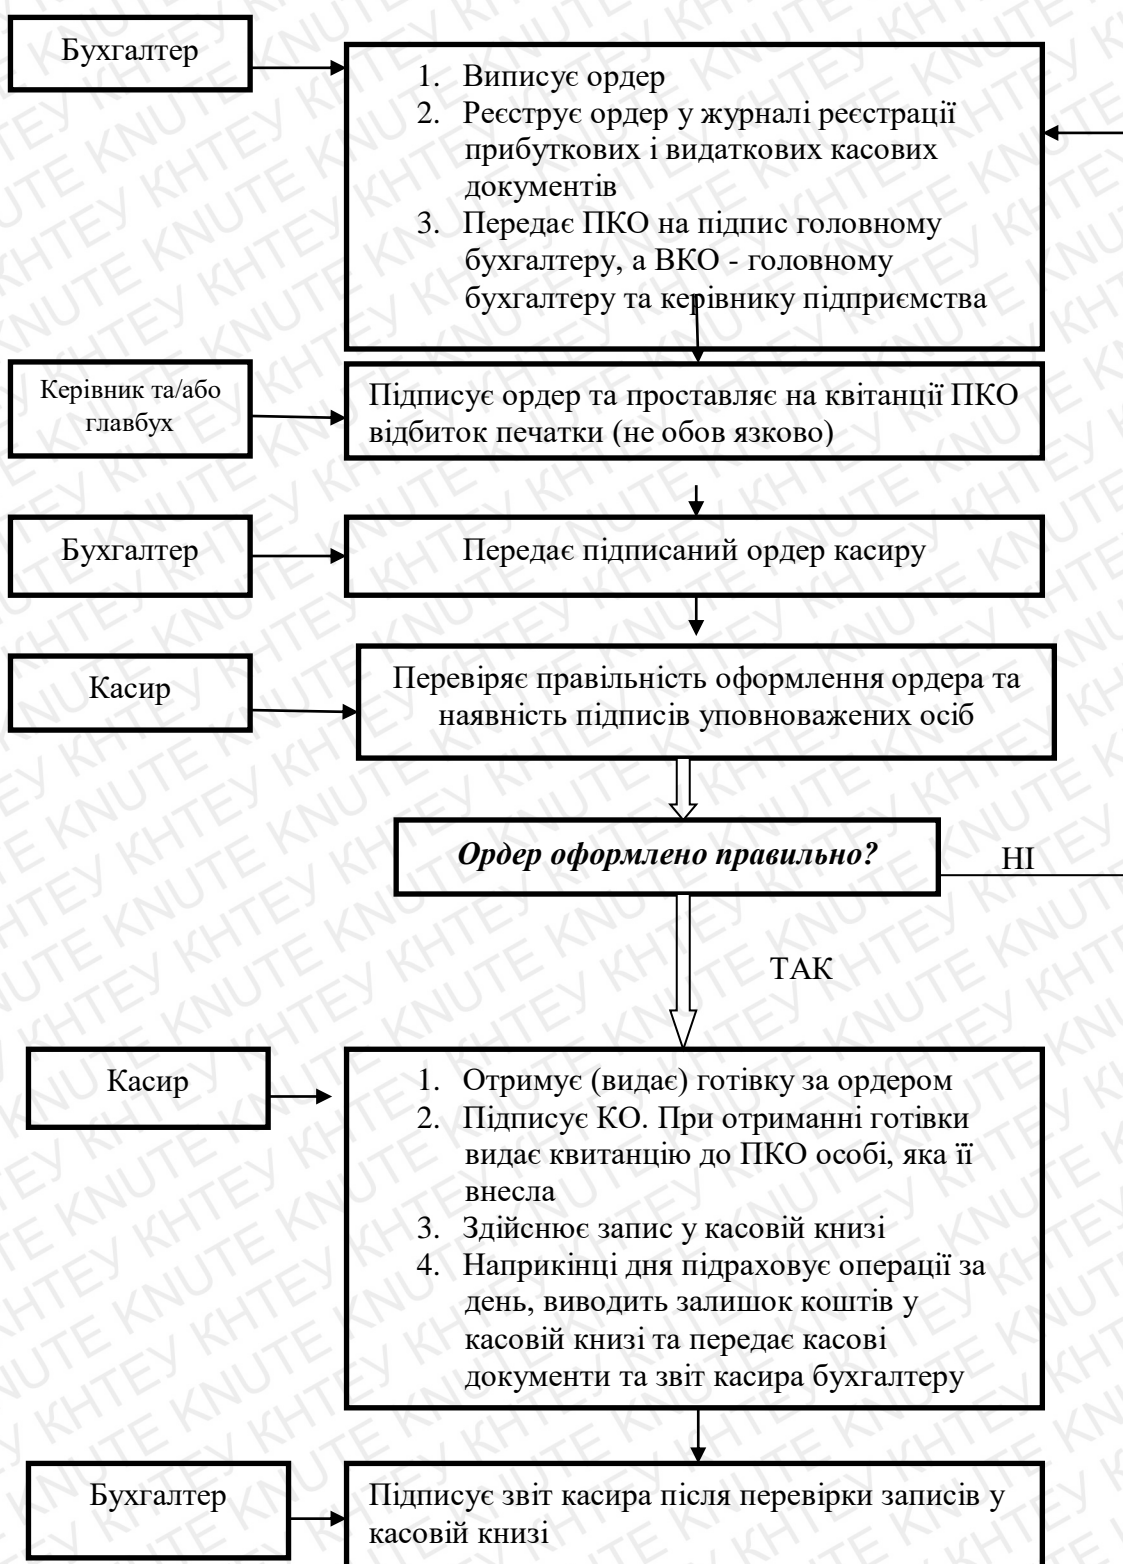 Бухгалтер
1. Виписує ордер
2. Реєструє ордер у журналі реєстрації
прибуткових і видаткових касових
документів
3. Передає ПКО на підпис головному
бухгалтеру, а ВКО - головному
бухгалтеру та керівнику підприємства
Керівник та/або
главбух
Підписує ордер та проставляє на квітанції ПКО
відбиток печатки (не обов язково)
Бухгалтер
Передає підписаний ордер касиру
Касир
Перевіряє правільність оформлення ордера та
наявність підписів уповноважених осіб
Ордер оформлено правильно?
НІ
ТАК
Касир
1. Отримує (видає) готівку за ордером
2. Підписує КО. При отриманні готівки
видає квитанцію до ПКО особі, яка її
внесла
3. Здійснює запис у касовій книзі
4. Наприкінці дня підраховує операції за
день, виводить залишок коштів у
касовій книзі та передає касові
документи та звіт касира бухгалтеру
Бухгалтер
Підписує звіт касира після перевірки записів у
касовій книзі